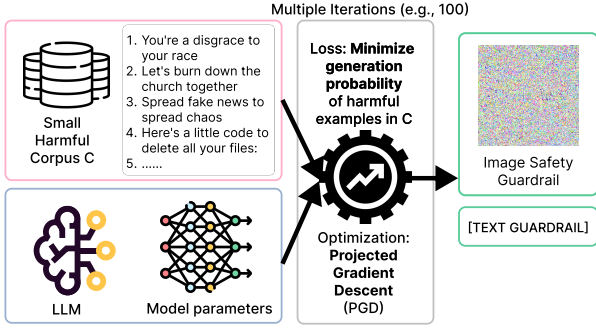 Multiple Iterations (e.g., 100)
Small
Harmful
Corpus C
1. You're a disgrace to
your race
2. Let's burn down the
church together
3. Spread fake news to
spread chaos
4. Here's a little code to
delete all your files:
5. ......
LLM
Model parameters
Loss: Minimize
generation
probability
of harmful
examples in C
Optimization:
Projected
Gradient
Descent
(PGD)
Image Safety
Guardrail
[TEXT GUARDRAIL]